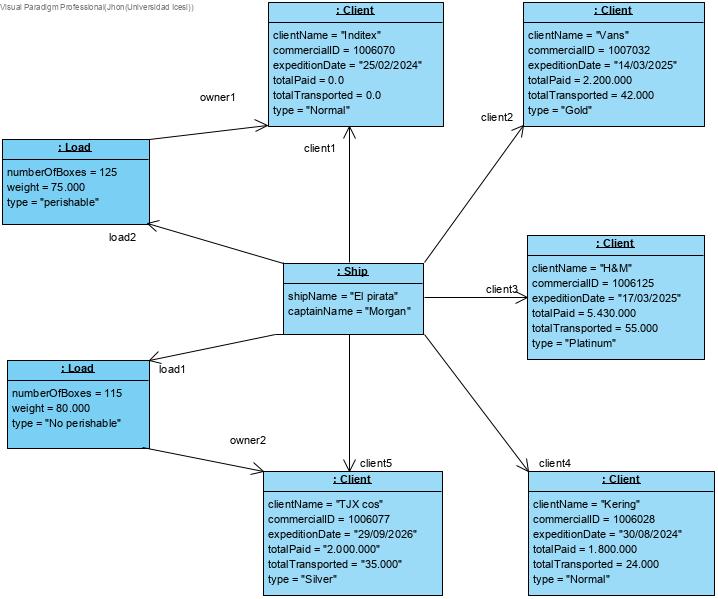 Visual Paradigm Professional(Jhon(Universidad Icesi))
: Client
clientName = "Inditex"
commercialID = 1006070
expeditionDate = "25/02/2024"
totalPaid = 0.0
totalTransported = 0.0
type = "Normal"
: Client
clientName = "Vans"
commercialID = 1007032
expeditionDate = "14/03/2025"
totalPaid = 2.200.000
totalTransported = 42.000
type = "Gold"
owner1
client2
client1
: Load
numberOfBoxes = 125
weight = 75.000
type = "perishable"
load2
: Client
clientName = "H&M"
commercialID = 1006125
expeditionDate = "17/03/2025"
totalPaid = 5.430.000
totalTransported = 55.000
type = "Platinum"
: Ship
shipName = "El pirata"
captainName = "Morgan"
client3
load1
: Load
numberOfBoxes = 115
weight = 80.000
type = "No perishable"
owner2
client5
client4
: Client
clientName = "TJX cos"
commercialID = 1006077
expeditionDate = "29/09/2026"
totalPaid = "2.000.000"
totalTransported = "35.000"
type = "Silver"
: Client
clientName = "Kering"
commercialID = 1006028
expeditionDate = "30/08/2024"
totalPaid = 1.800.000
totalTransported = 24.000
type = "Normal"